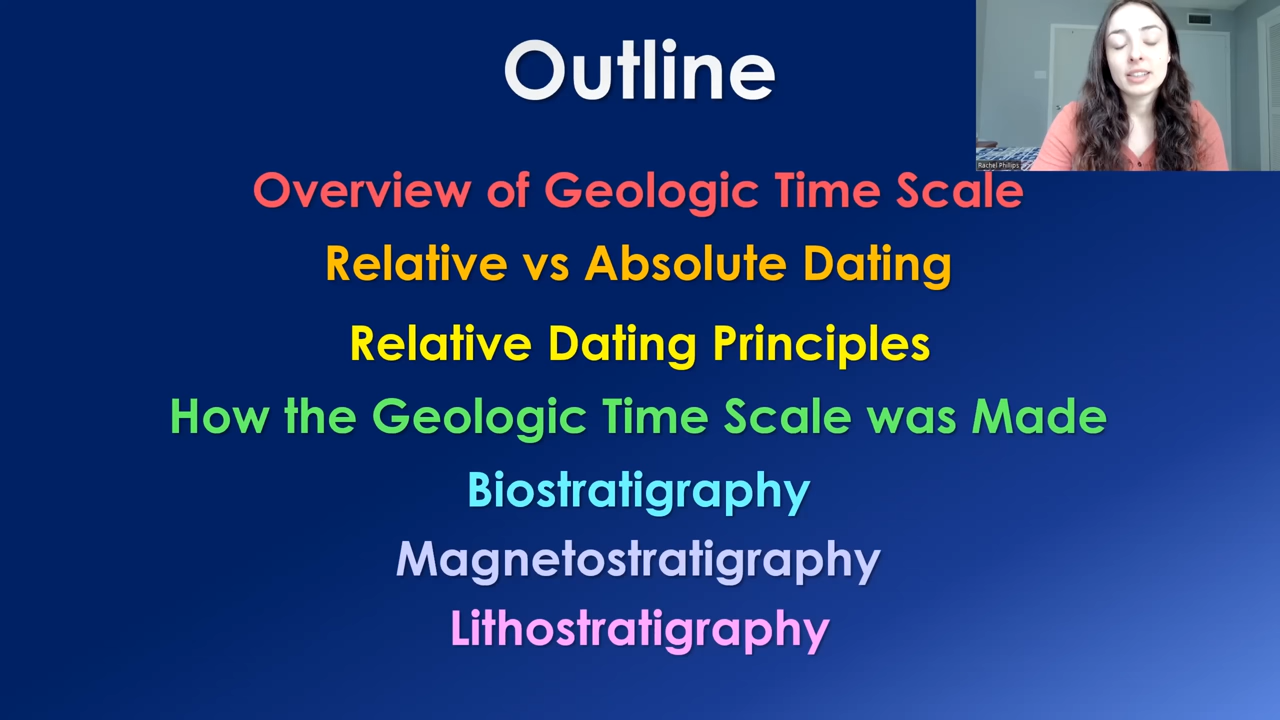 Outline
Rachel Phillips
Overview of Geologic Time Scale
Relative vs Absolute Dating
Relative Dating Principles
How the Geologic Time Scale was Made
Biostratigraphy
Magnetostratigraphy
Lithostratigraphy